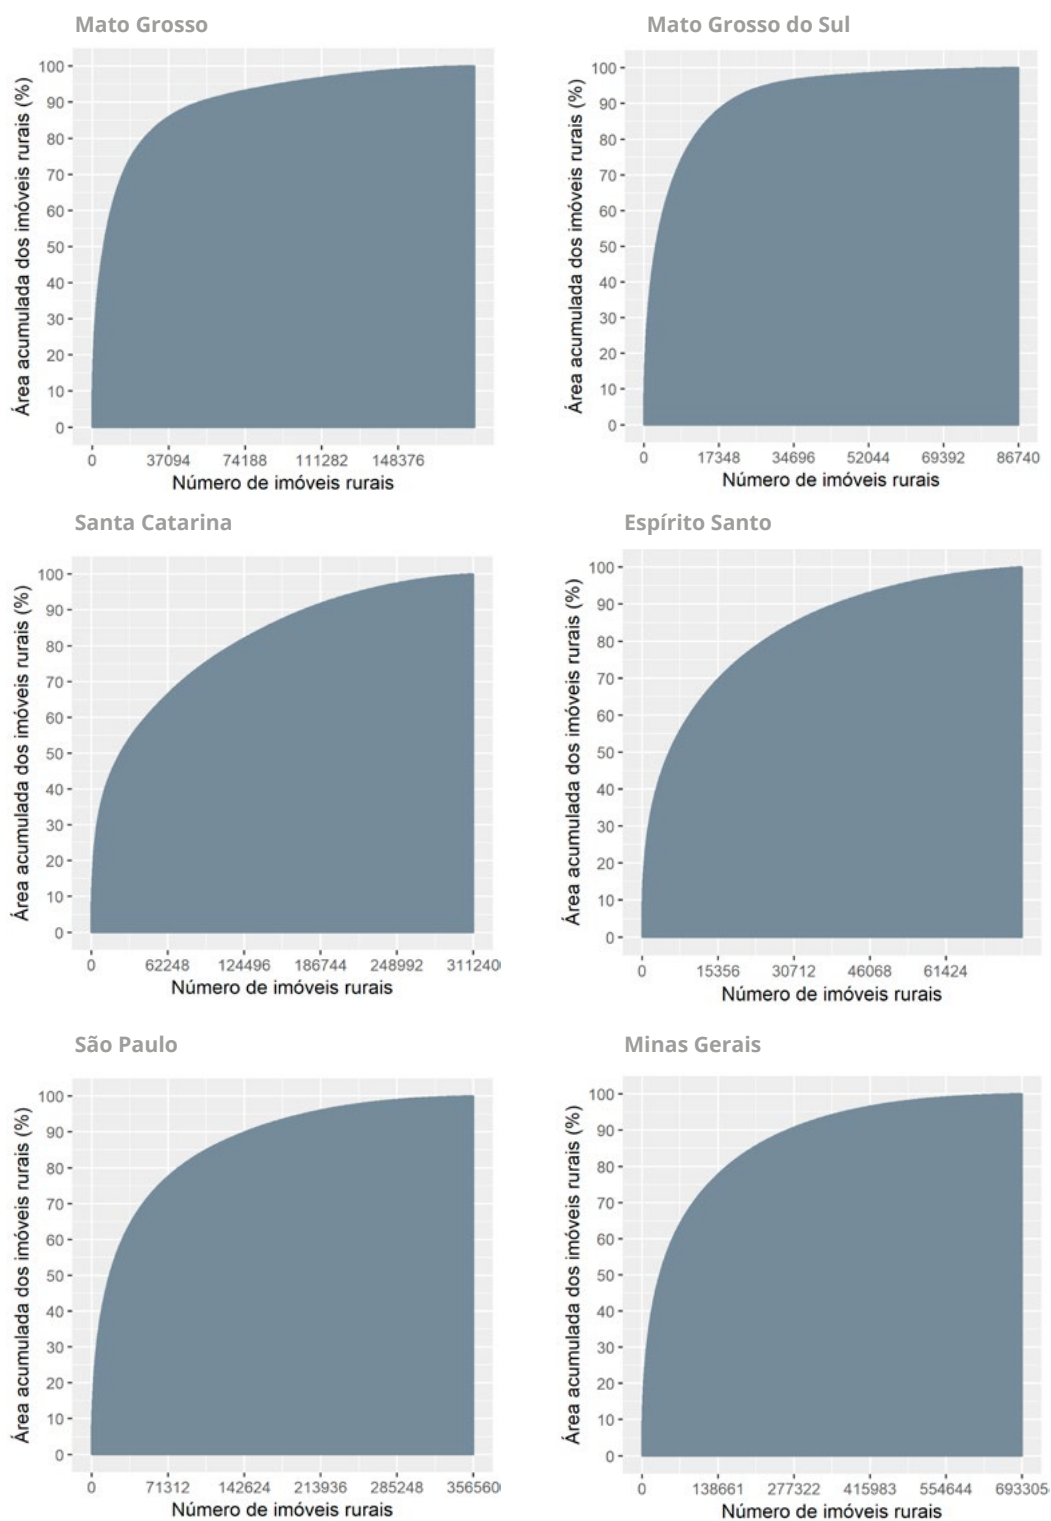 Mato Grosso
Área acumulada dos imóveis rurais (%)
100
90
80
70
60
50
40
30
20
10
0
0 37094 74188 111282 148376
Número de imóveis rurais
Mato Grosso do Sul
Área acumulada dos imóveis rurais (%)
100
90
80
70
60
50
40
30
20
10
0
0 17348 34696 52044 69392 86740
Número de imóveis rurais
Santa Catarina
Área acumulada dos imóveis rurais (%)
100
90
80
70
60
50
40
30
20
10
0
0 62248 124496 186744 248992 311240
Número de imóveis rurais
Espírito Santo
Área acumulada dos imóveis rurais (%)
100
90
80
70
60
50
40
30
20
10
0
0 15356 30712 46068 61424
Número de imóveis rurais
São Paulo
Área acumulada dos imóveis rurais (%)
100
90
80
70
60
50
40
30
20
10
0
0 71312 142624 213936 285248 356560
Número de imóveis rurais
Minas Gerais
Área acumulada dos imóveis rurais (%)
100
90
80
70
60
50
40
30
20
10
0
0 138661 277322 415983 554644 693305
Número de imóveis rurais